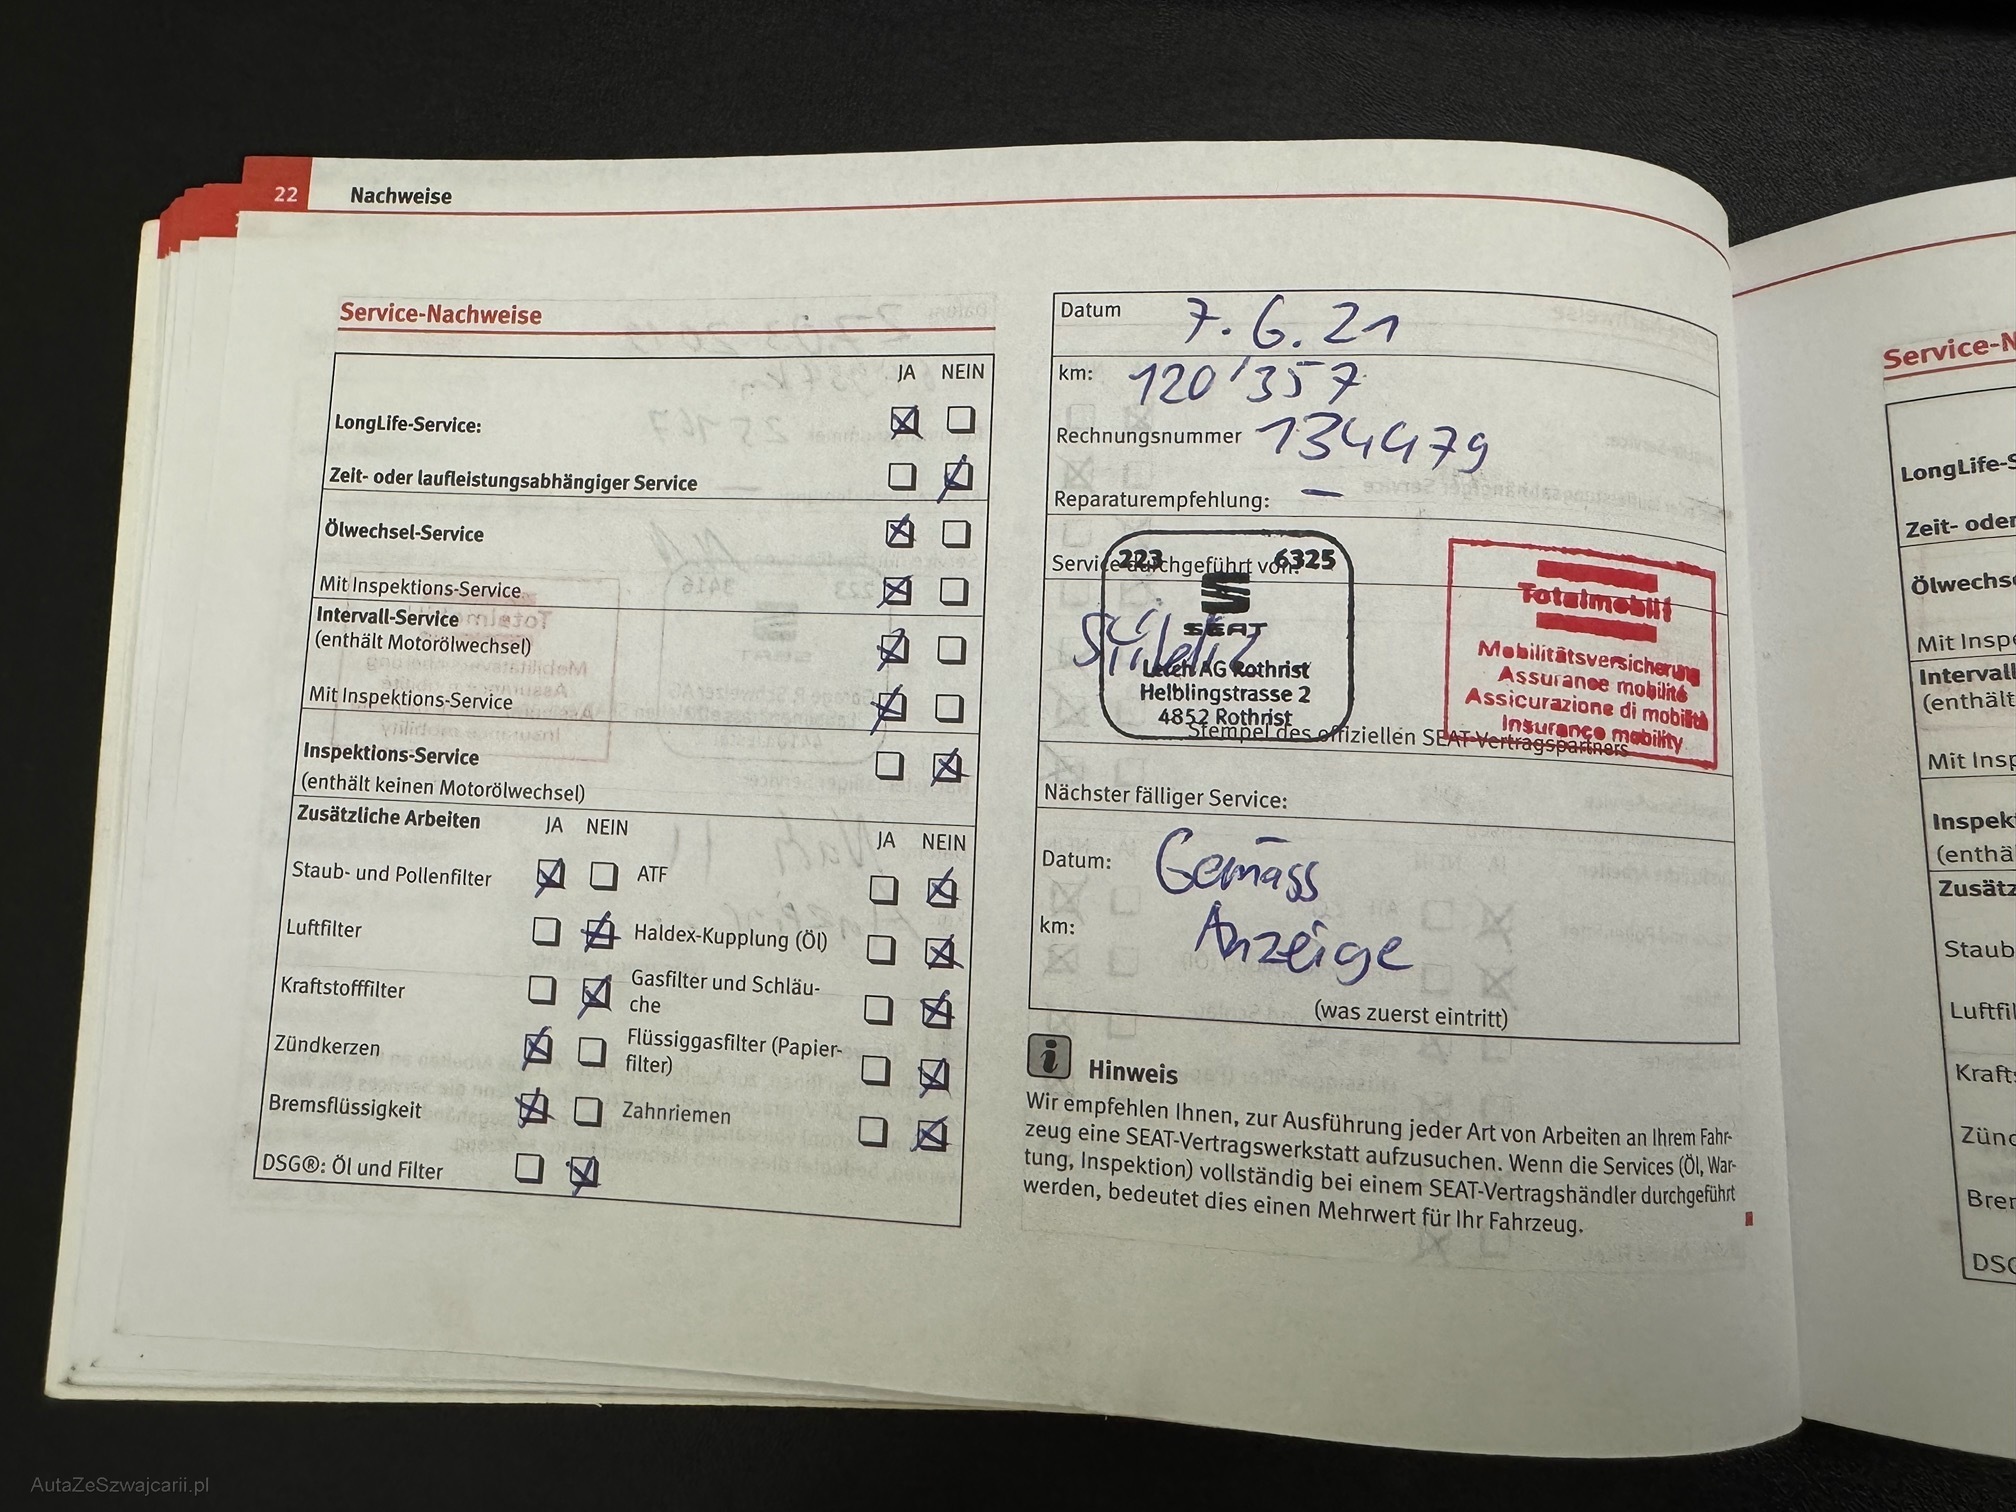 22 Nachweise
Service-Nachweise
JA NEIN
LongLife-Service:
Zeit- oder laufleistungsabhängiger Service
Ölwechsel-Service
Mit Inspektions-Service
Intervall-Service
(enthält Motorölwechsel)
Mit Inspektions-Service
Inspektions-Service
(enthält keinen Motorölwechsel)
Zusätzliche Arbeiten JA NEIN JA NEIN
Staub- und Pollenfilter ATF
Luftfilter Haldex-Kupplung (Öl)
Kraftstofffilter Gasfilter und Schläu-
che
Zündkerzen Flüssiggasfilter (Papier-
filter)
Bremsflüssigkeit Zahnriemen
DSG®: Öl und Filter
Datum 7. 6. 21
km: 120'357
Rechnungsnummer 134479
Reparaturempfehlung: —
Service durchgeführt von:
223 6325
SEAT
Lerch AG Rothrist
Helblingstrasse 2
4852 Rothrist
Totalmobil!
Mobilitätsversicherung
Assurance mobilité
Assicurazione di mobilità
Insurance mobility
Stempel des offiziellen SEAT-Vertragspartners
Nächster fälliger Service:
Datum: Gemäss
km: Anzeige
(was zuerst eintritt)
Hinweis
Wir empfehlen Ihnen, zur Ausführung jeder Art von Arbeiten an Ihrem Fahr-
zeug eine SEAT-Vertragswerkstatt aufzusuchen. Wenn die Services (Öl, War-
tung, Inspektion) vollständig bei einem SEAT-Vertragshändler durchgeführt
werden, bedeutet dies einen Mehrwert für Ihr Fahrzeug.
Service-N
LongLife-S
Zeit- oder
Ölwechs
Mit Inspe
Intervall
(enthält
Mit Insp
Inspek
(enthä
Zusätz
Staub
Luftfil
Krafts
Zünd
Brem
DSG
AutaZeSzwajcarii.pl